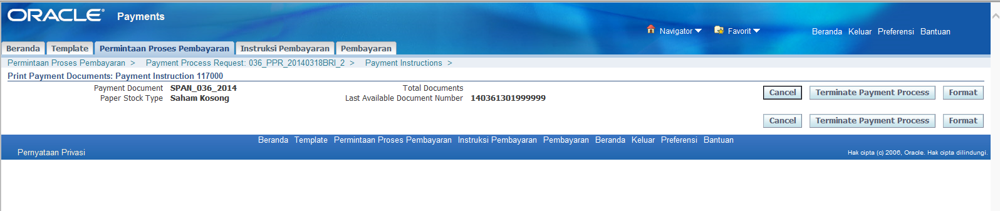 ORACLE® Payments
Navigator Favorit Beranda Keluar Preferensi Bantuan
Beranda Template Permintaan Proses Pembayaran Instruksi Pembayaran Pembayaran
Permintaan Proses Pembayaran > Payment Process Request: 036_PPR_20140318BRI_2 > Payment Instructions >
Print Payment Documents: Payment Instruction 117000
Payment Document SPAN_036_2014 Total Documents
Paper Stock Type Saham Kosong Last Available Document Number 140361301999999
Cancel Terminate Payment Process Format
Cancel Terminate Payment Process Format
Beranda Template Permintaan Proses Pembayaran Instruksi Pembayaran Pembayaran Beranda Keluar Preferensi Bantuan
Pernyataan Privasi Hak cipta (c) 2006, Oracle. Hak cipta dilindungi.